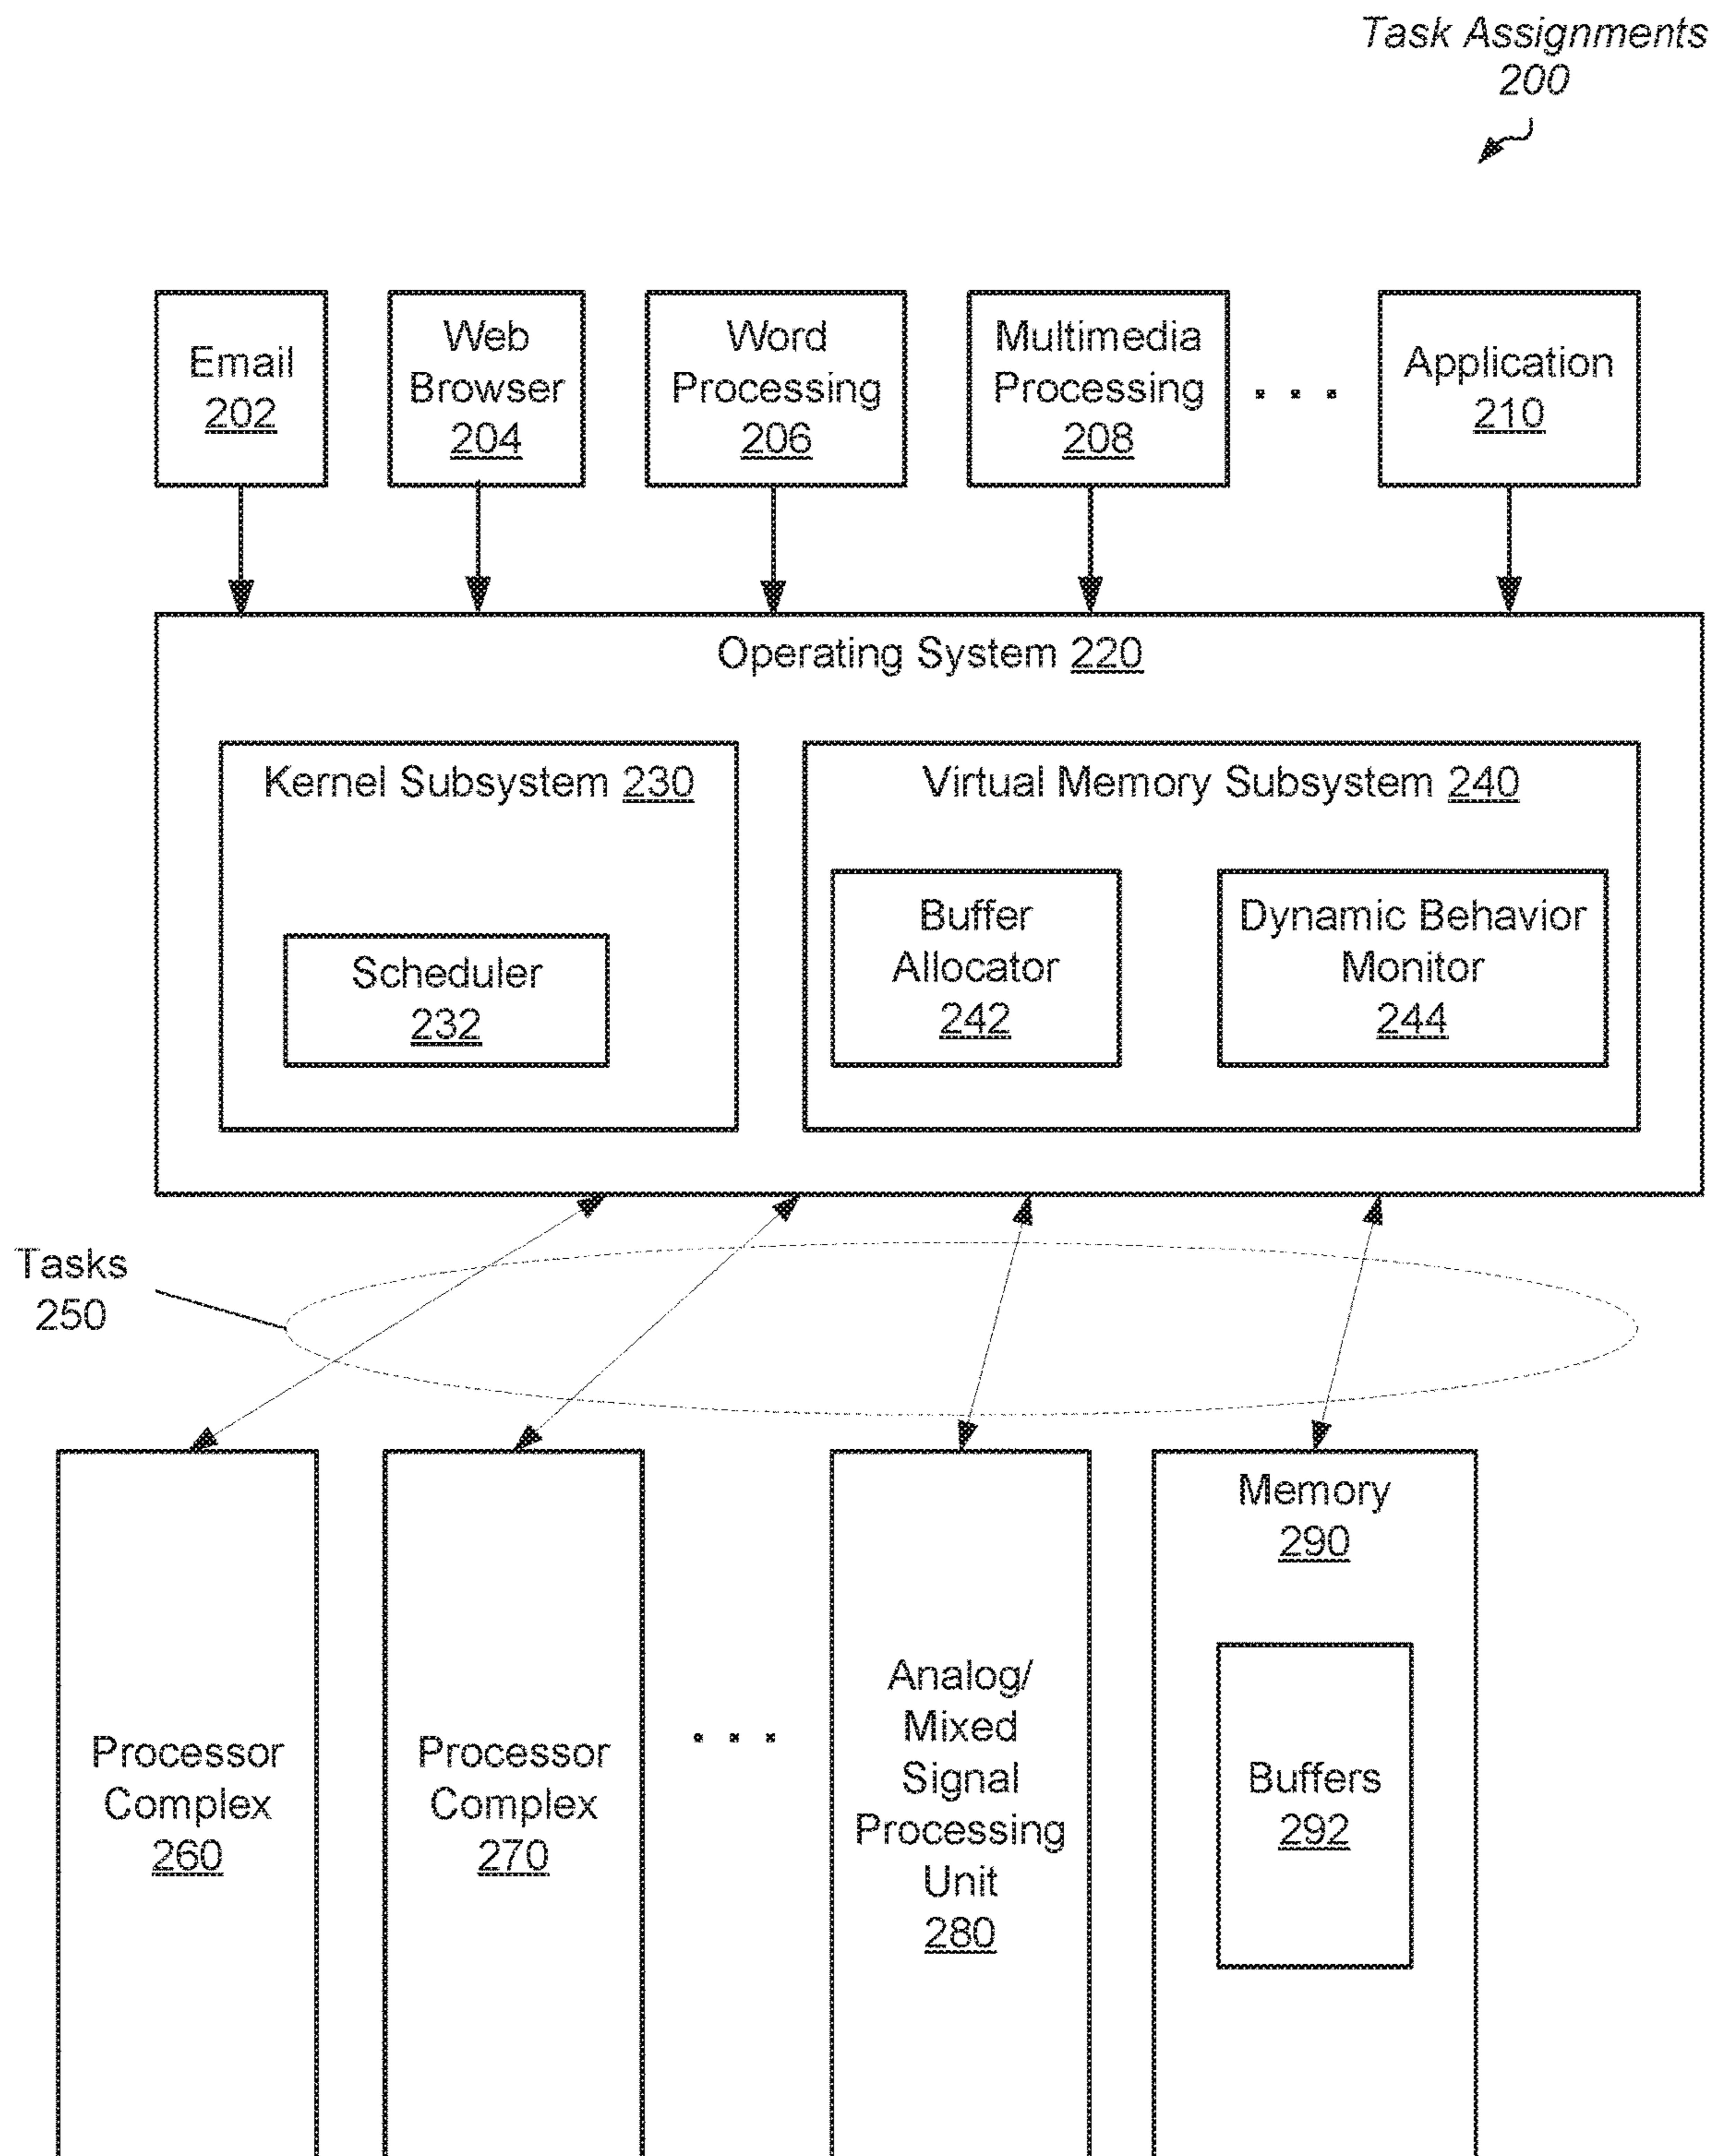 Task Assignments
200
Email
202
Web
Browser
204
Word
Processing
206
Multimedia
Processing
208
. . .
Application
210
Operating System 220
Kernel Subsystem 230
Scheduler
232
Virtual Memory Subsystem 240
Buffer
Allocator
242
Dynamic Behavior
Monitor
244
Tasks
250
Processor
Complex
260
Processor
Complex
270
. . .
Analog/
Mixed
Signal
Processing
Unit
280
Memory
290
Buffers
292